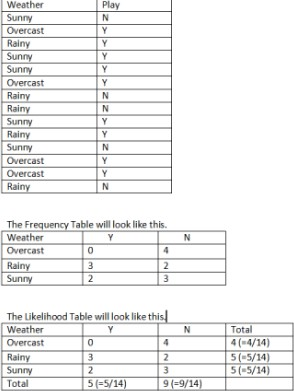 Weather Play
Sunny N
Overcast Y
Rainy Y
Sunny Y
Sunny Y
Overcast Y
Rainy N
Rainy N
Sunny Y
Rainy Y
Sunny N
Overcast Y
Overcast Y
Rainy N
The Frequency Table will look like this.
Weather Y N
Overcast 0 4
Rainy 3 2
Sunny 2 3
The Likelihood Table will look like this.
Weather Y N Total
Overcast 0 4 4 (=4/14)
Rainy 3 2 5 (=5/14)
Sunny 2 3 5 (=5/14)
Total 5 (=5/14) 9 (=9/14)